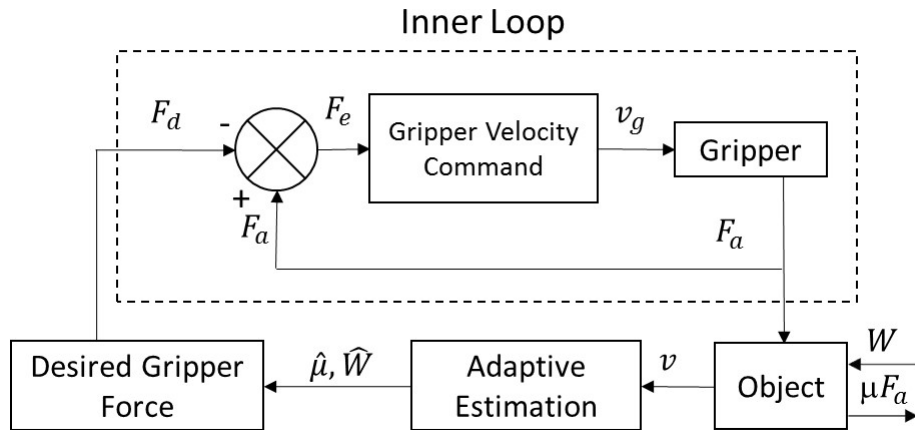 Inner Loop
F_d
-
+
F_a
F_e
Gripper Velocity
Command
v_g
Gripper
F_a
Desired Gripper
Force
μ̂, Ŵ
Adaptive
Estimation
v
Object
W
μF_a